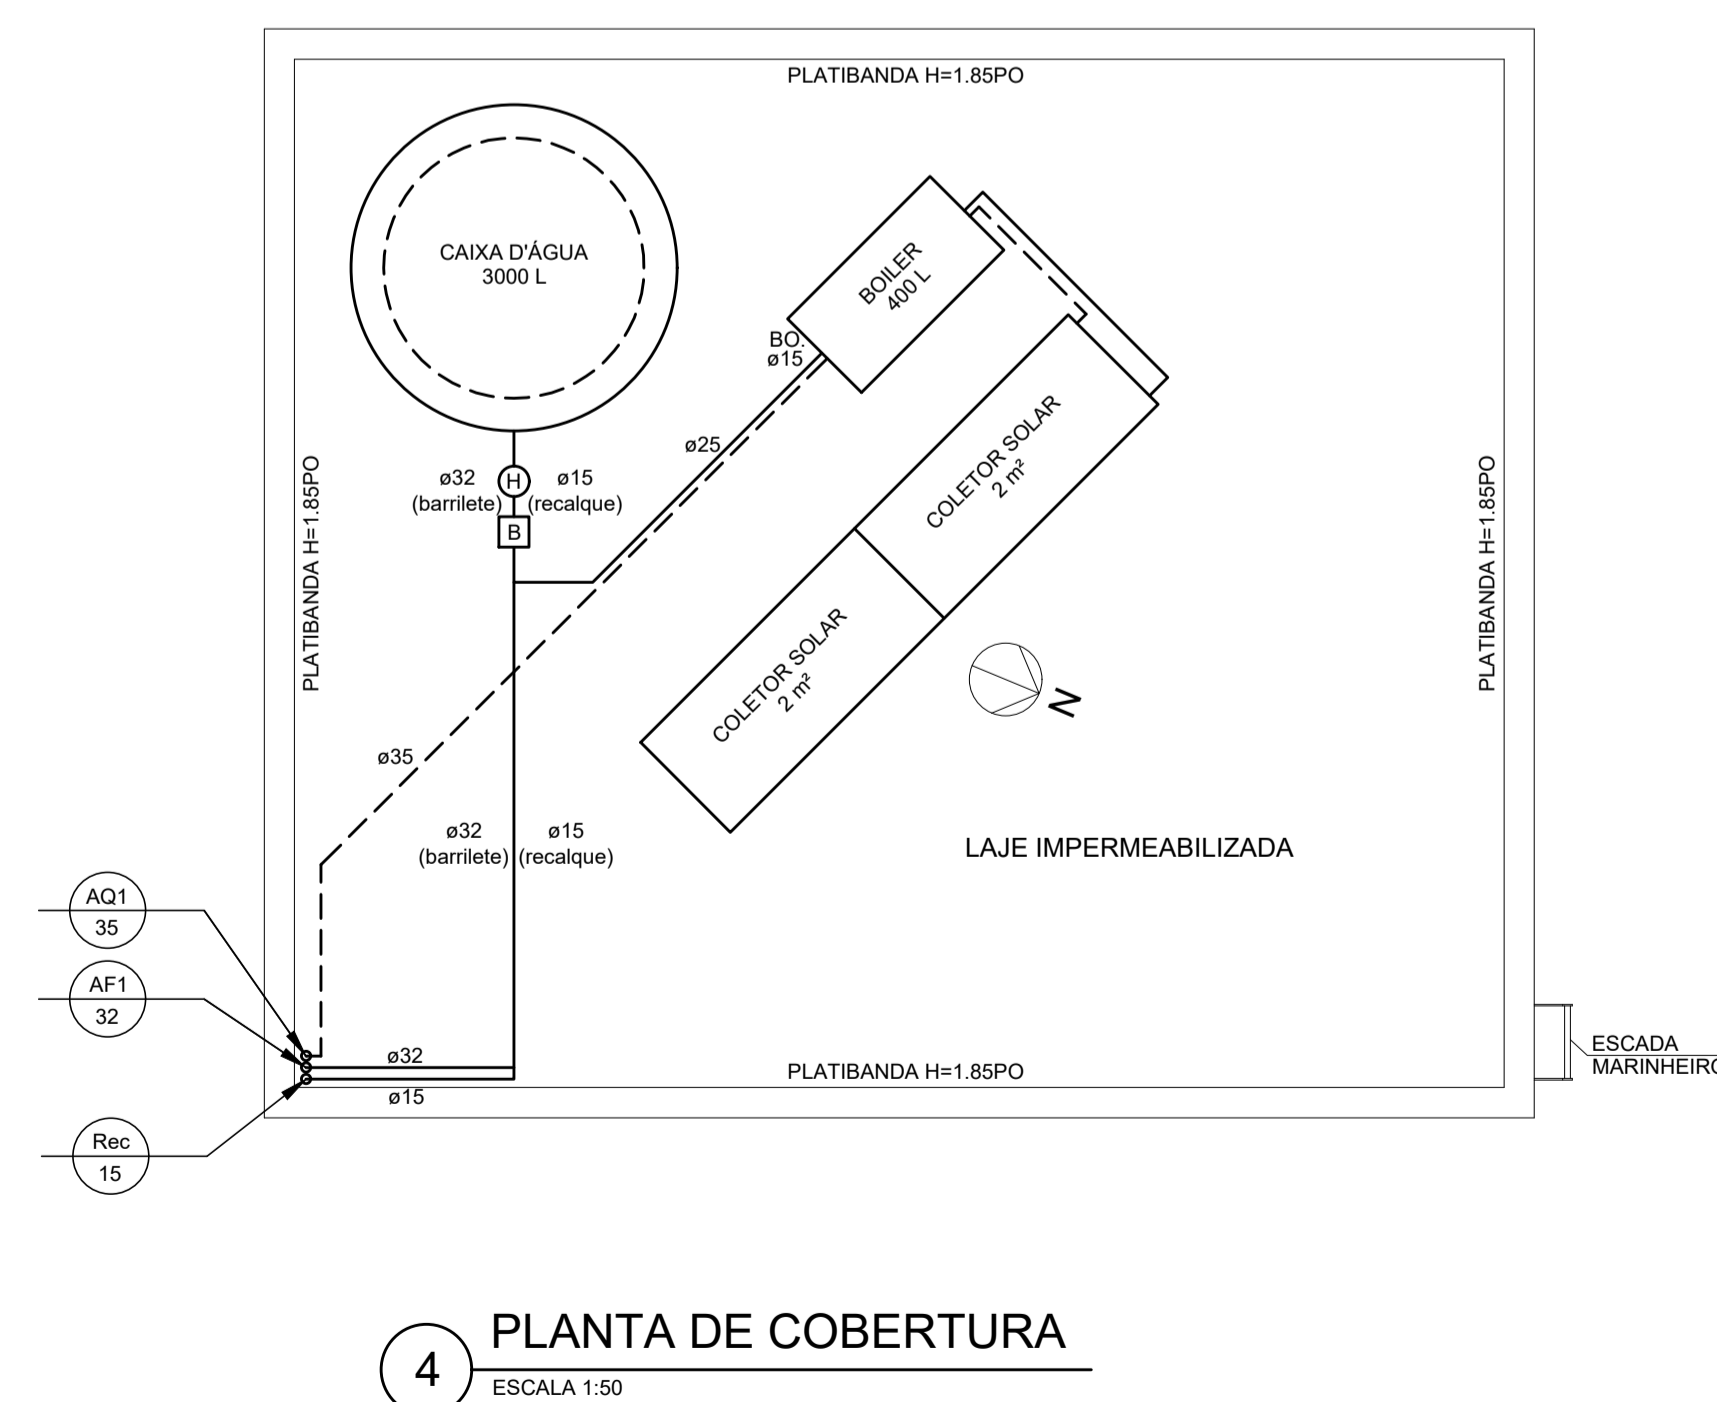 PLATIBANDA H=1.85PO
CAIXA D'ÁGUA
3000 L
BOILER
400 L
BO.
ø15
ø25
COLETOR SOLAR
2 m²
PLATIBANDA H=1.85PO
ø32
(barrilete)
H
ø15
(recalque)
B
PLATIBANDA H=1.85PO
COLETOR SOLAR
2 m²
N
ø35
ø32
(barrilete)
ø15
(recalque)
LAJE IMPERMEABILIZADA
AQ1
35
AF1
32
ø32
ø15
PLATIBANDA H=1.85PO
ESCADA
MARINHEIRO
Rec
15
4
PLANTA DE COBERTURA
ESCALA 1:50